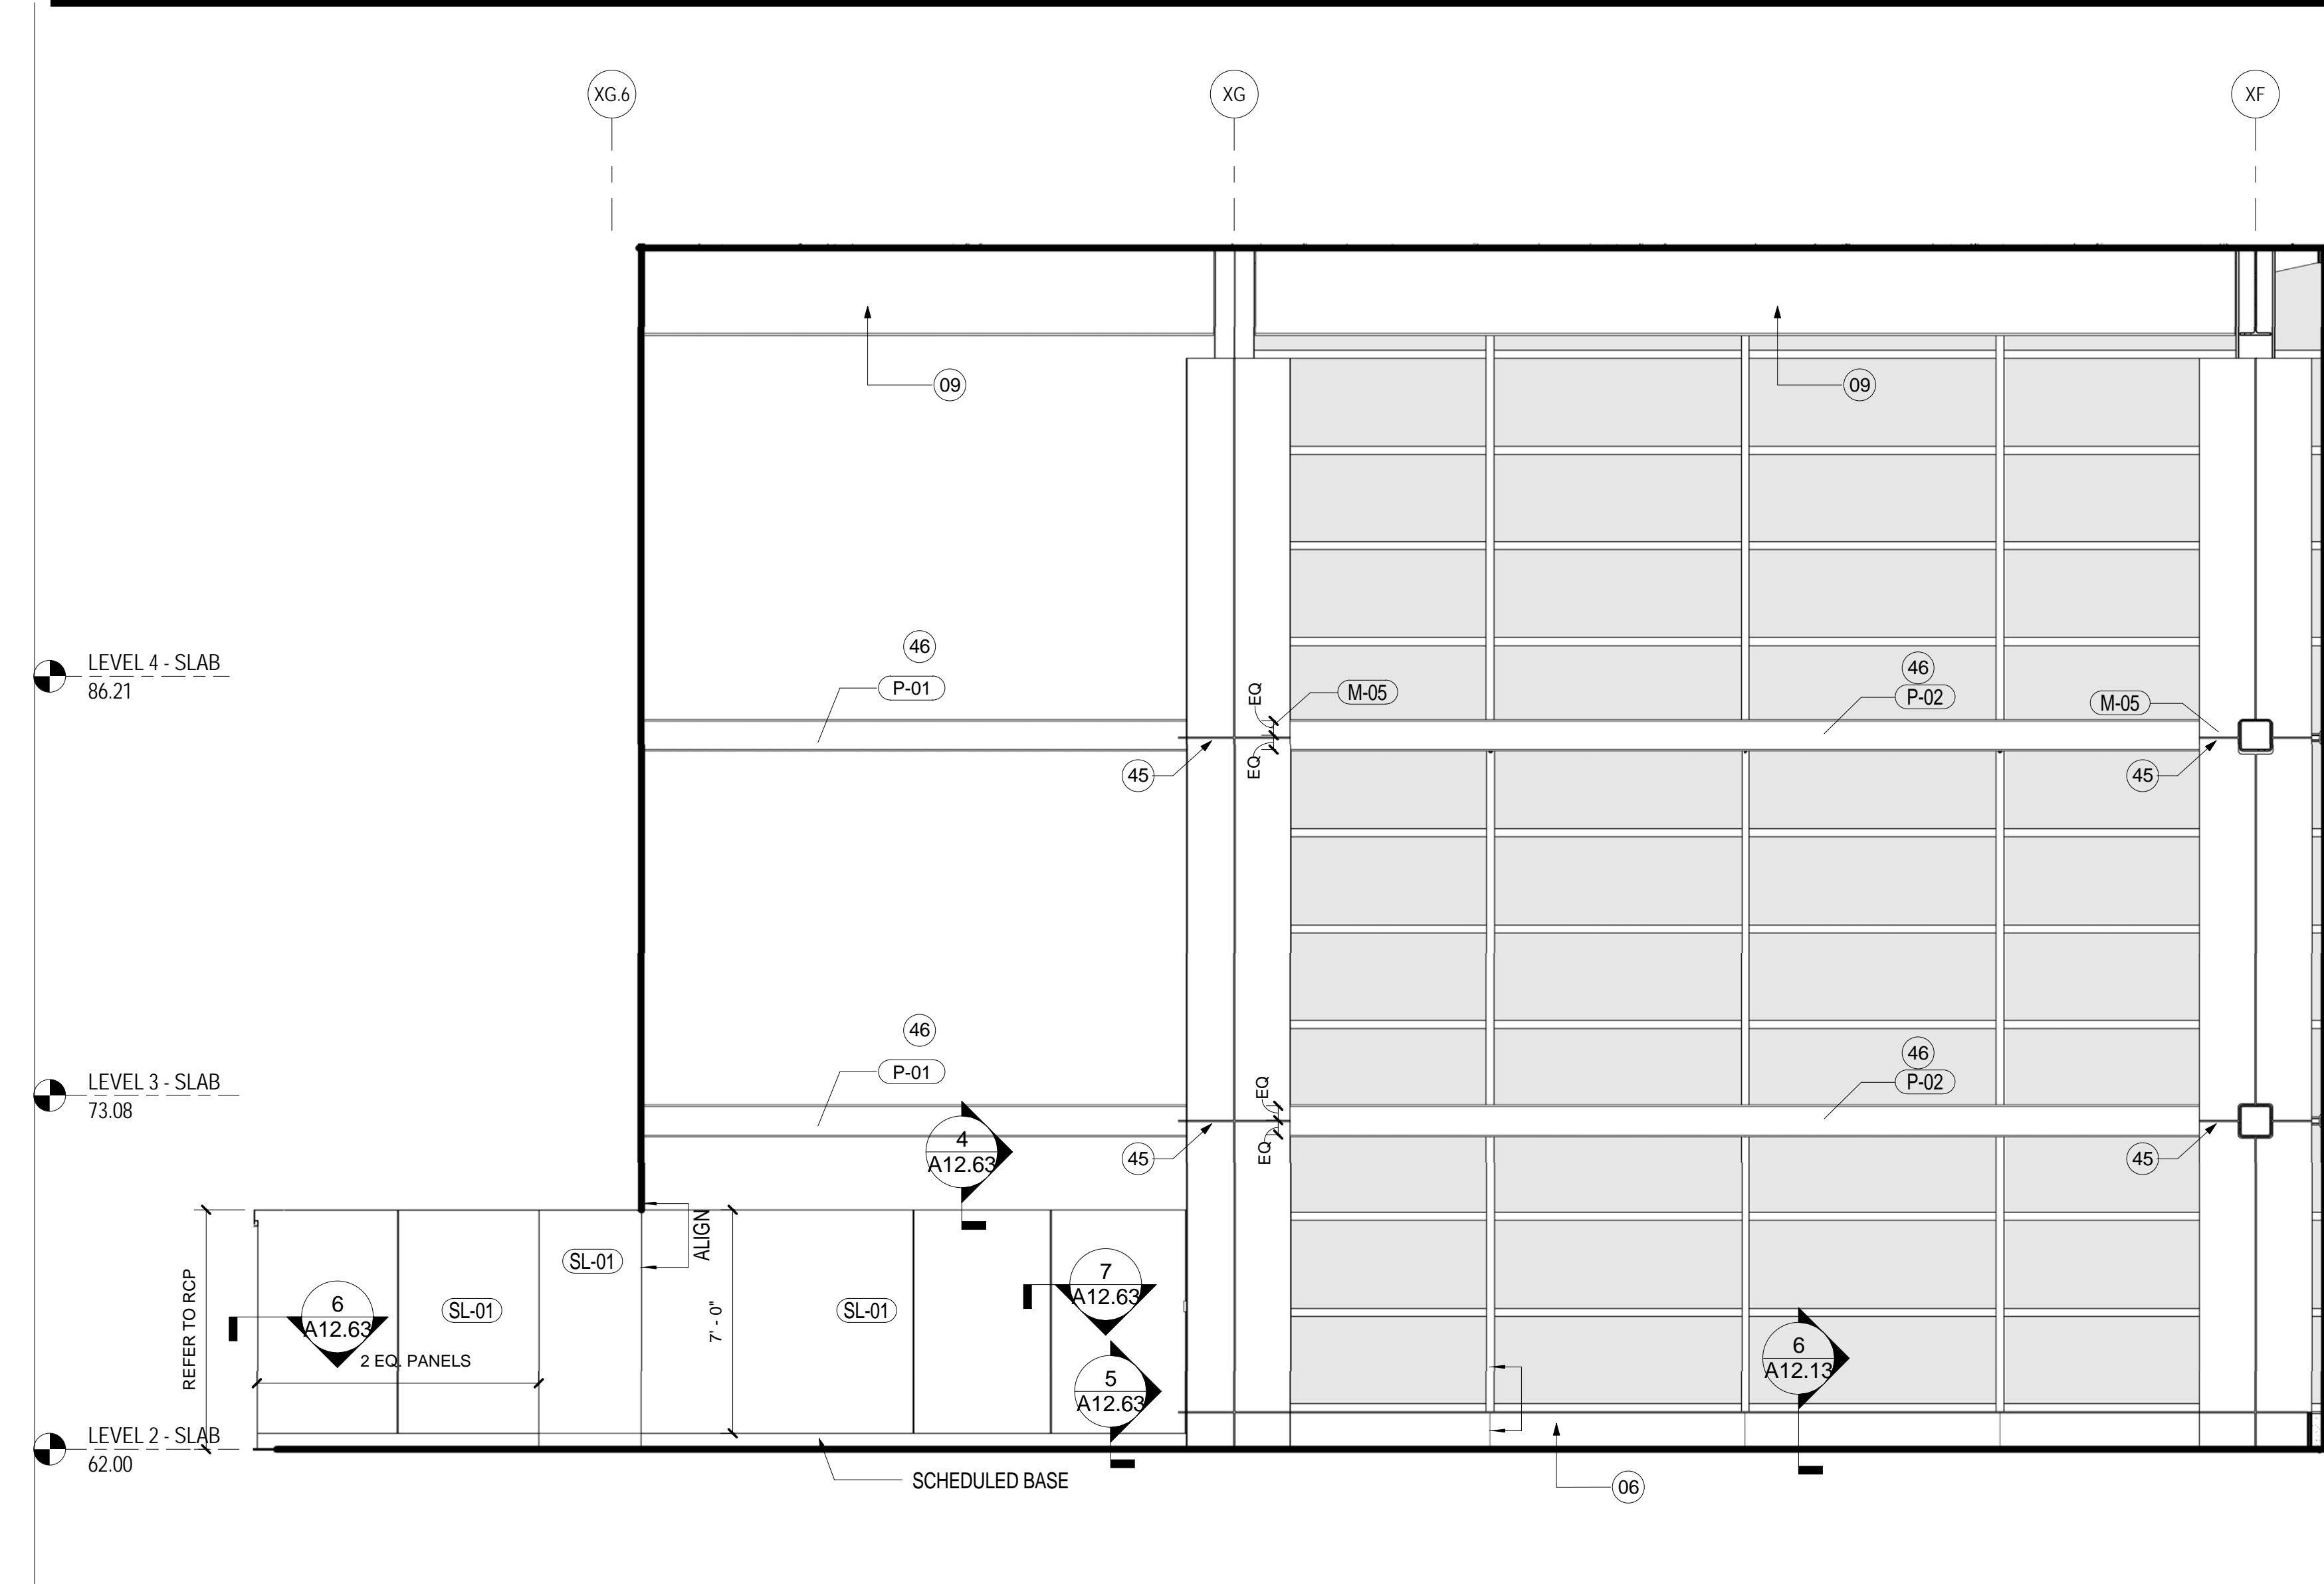 XG.6
XG
XF
09
09
46
P-01
LEVEL 4 - SLAB
86.21
EQ
M-05
46
P-02
M-05
EQ
45
45
46
P-01
LEVEL 3 - SLAB
73.08
EQ
46
P-02
EQ
45
45
4
A12.63
ALIGN
SL-01
REFER TO RCP
6
A12.63
SL-01
2 EQ. PANELS
7' - 0"
SL-01
7
A12.63
5
A12.63
6
A12.13
LEVEL 2 - SLAB
62.00
SCHEDULED BASE
06